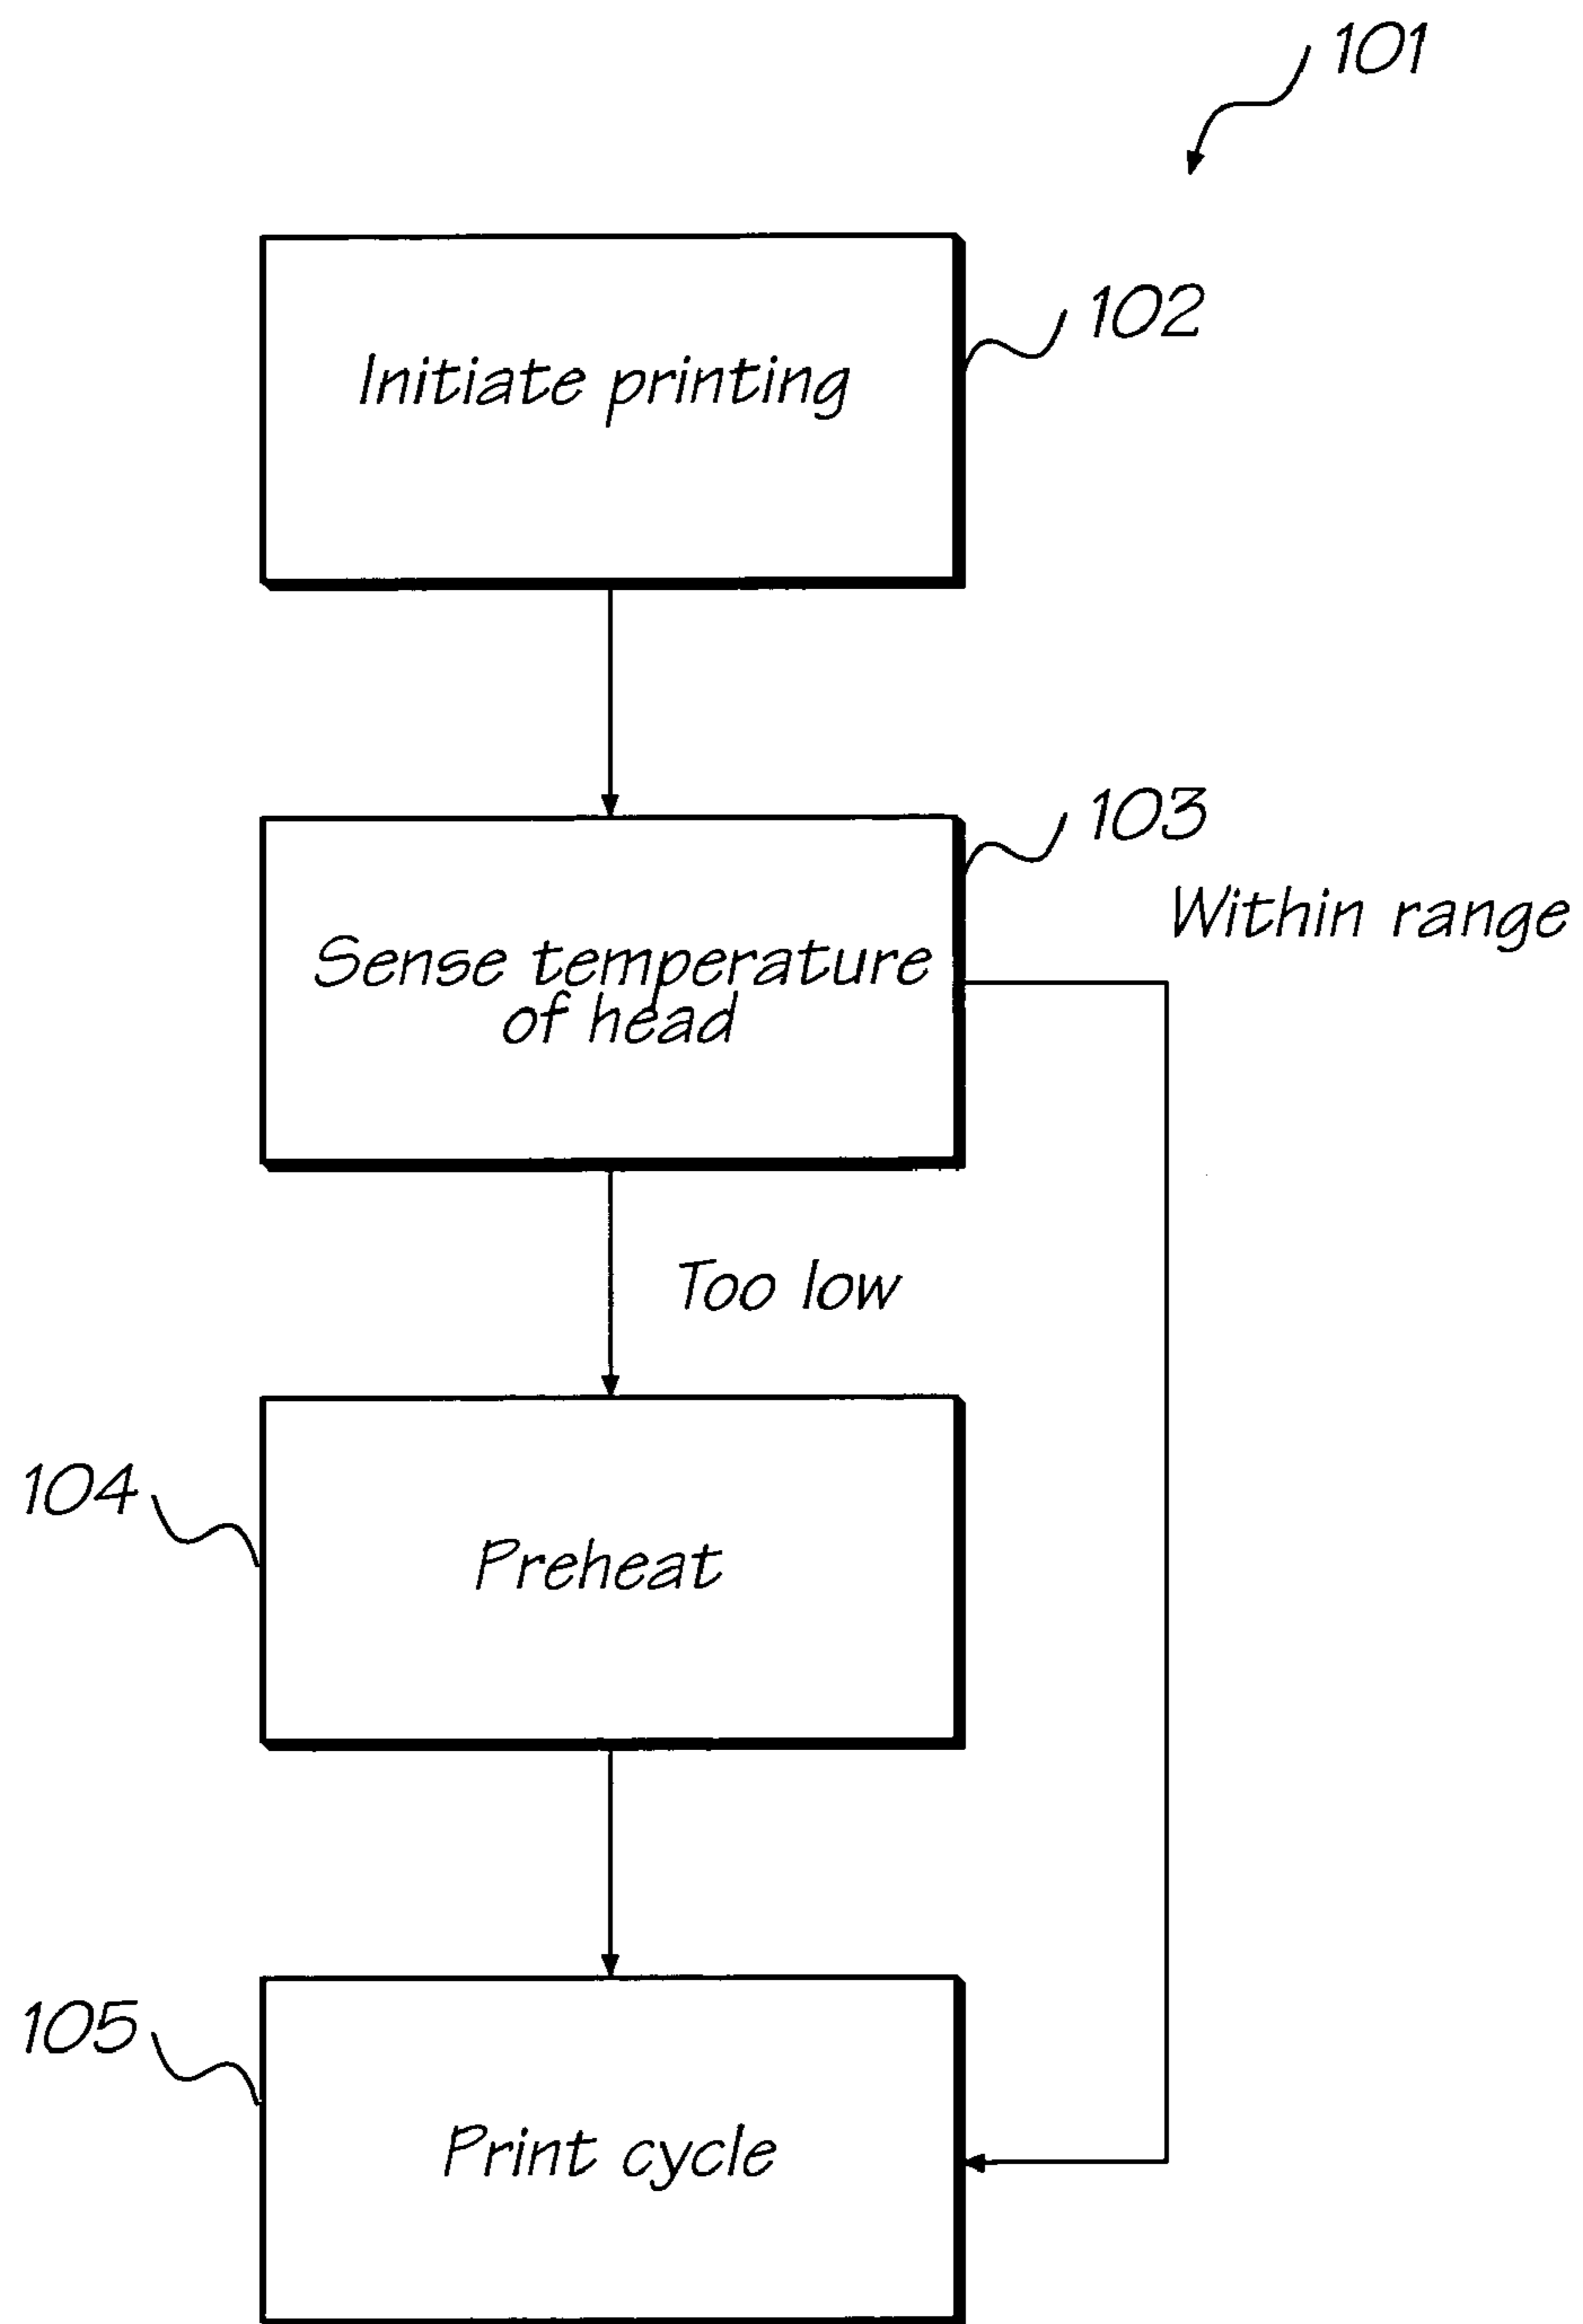 101
Initiate printing
102
103
Within range
Sense temperature
of head
Too low
104
Preheat
105
Print cycle